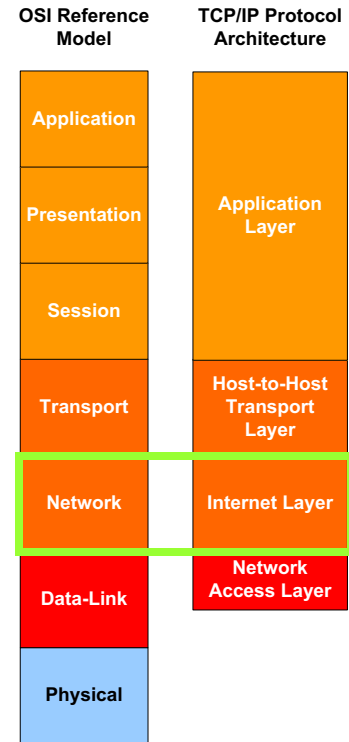 OSI Reference
Model
TCP/IP Protocol
Architecture
Application
Presentation
Session
Transport
Network
Data-Link
Physical
Application
Layer
Host-to-Host
Transport
Layer
Internet Layer
Network
Access Layer